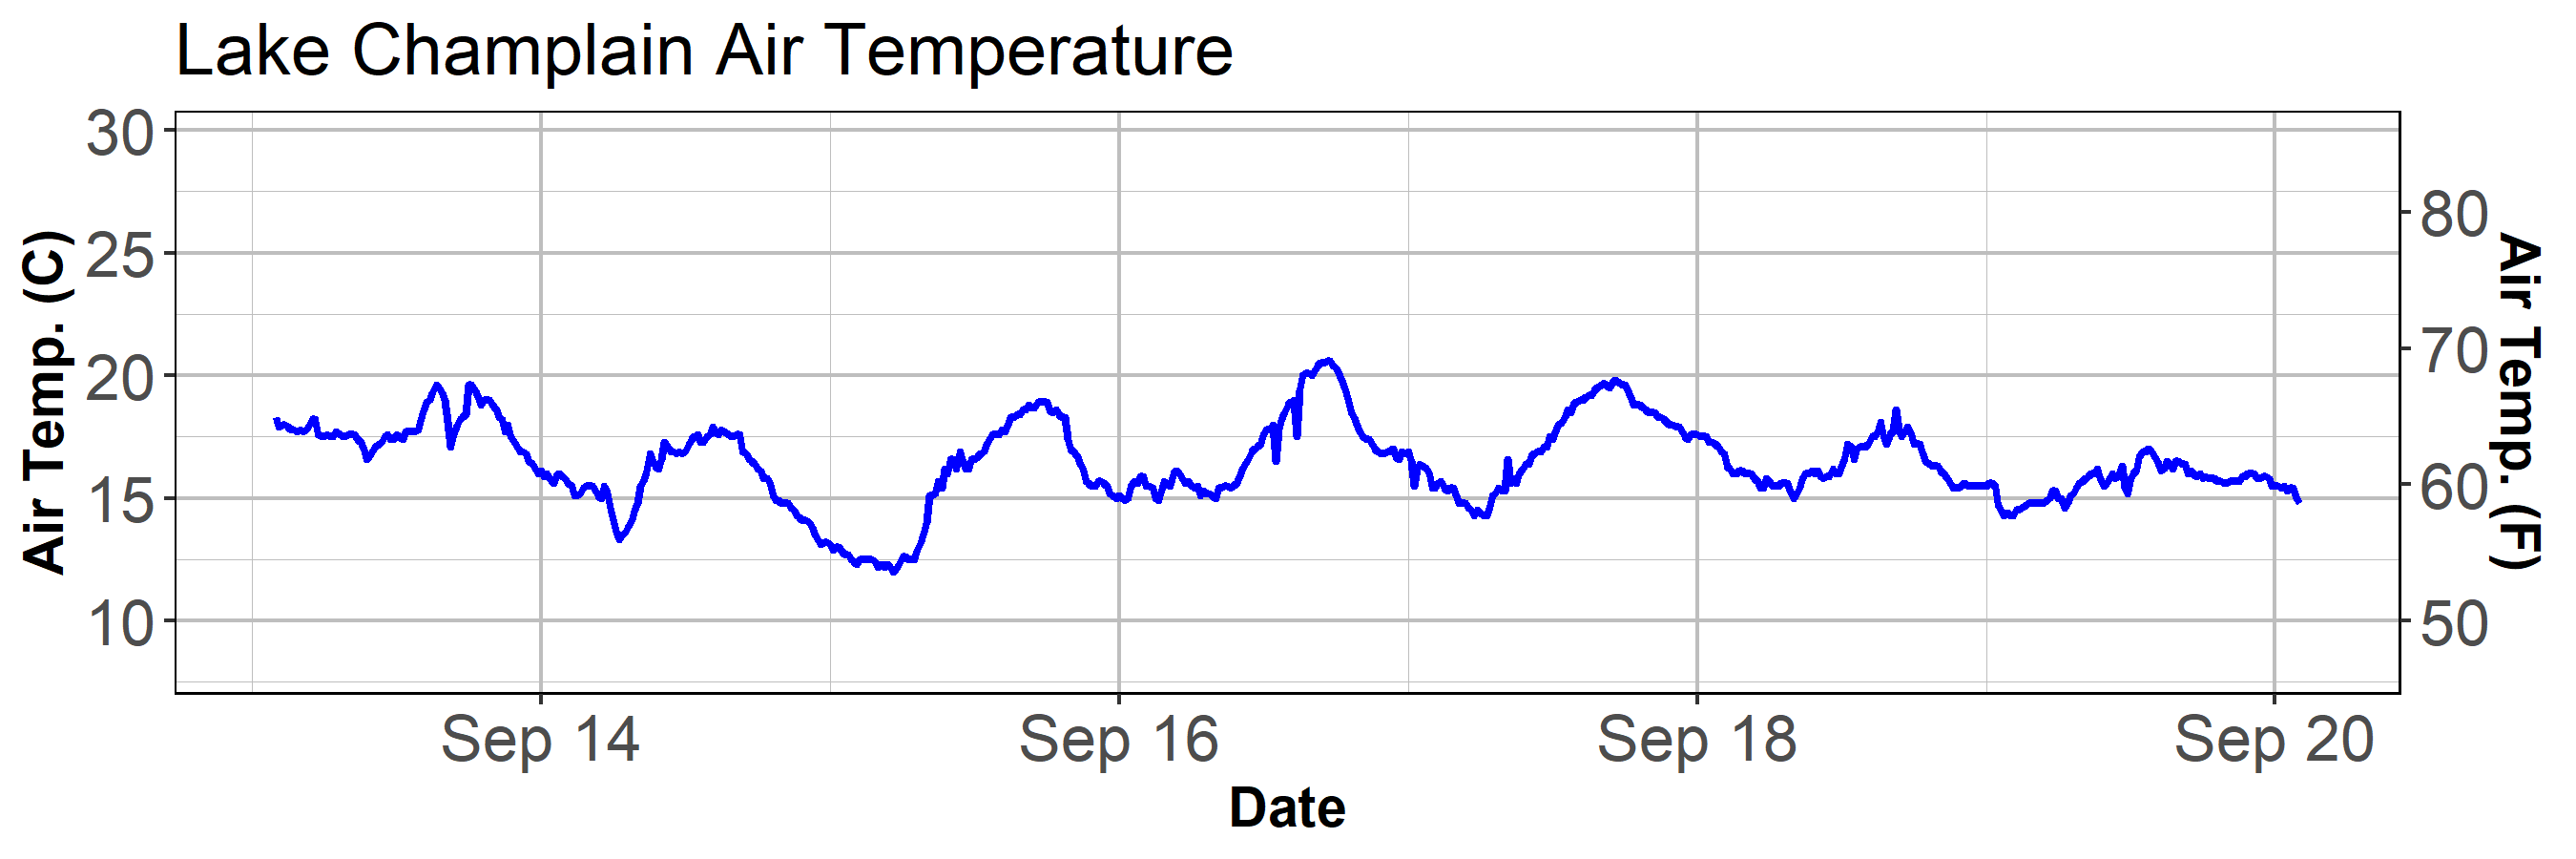 Lake Champlain Air Temperature
30
25
20
15
10
Air Temp. (C)
80
70
60
50
Air Temp. (F)
Sep 14
Sep 16
Sep 18
Sep 20
Date